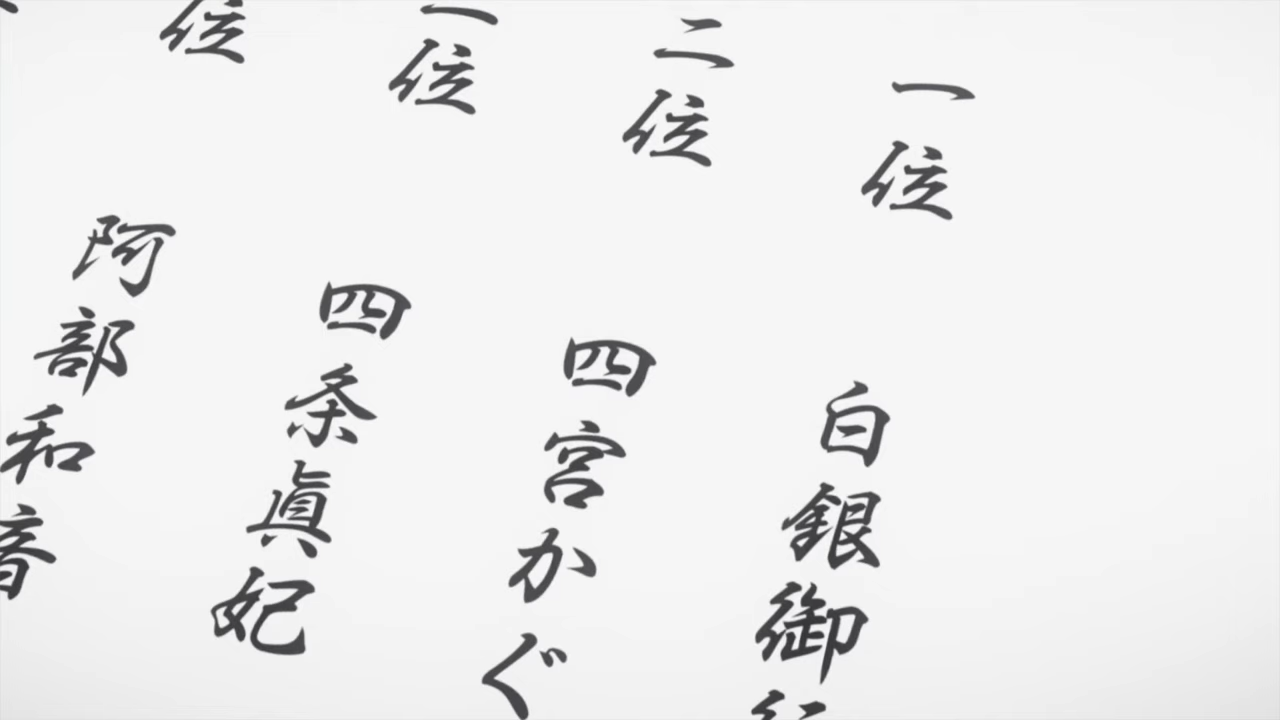 一位 白銀御
二位 四宮かぐ
位 四条眞妃
位 阿部和音